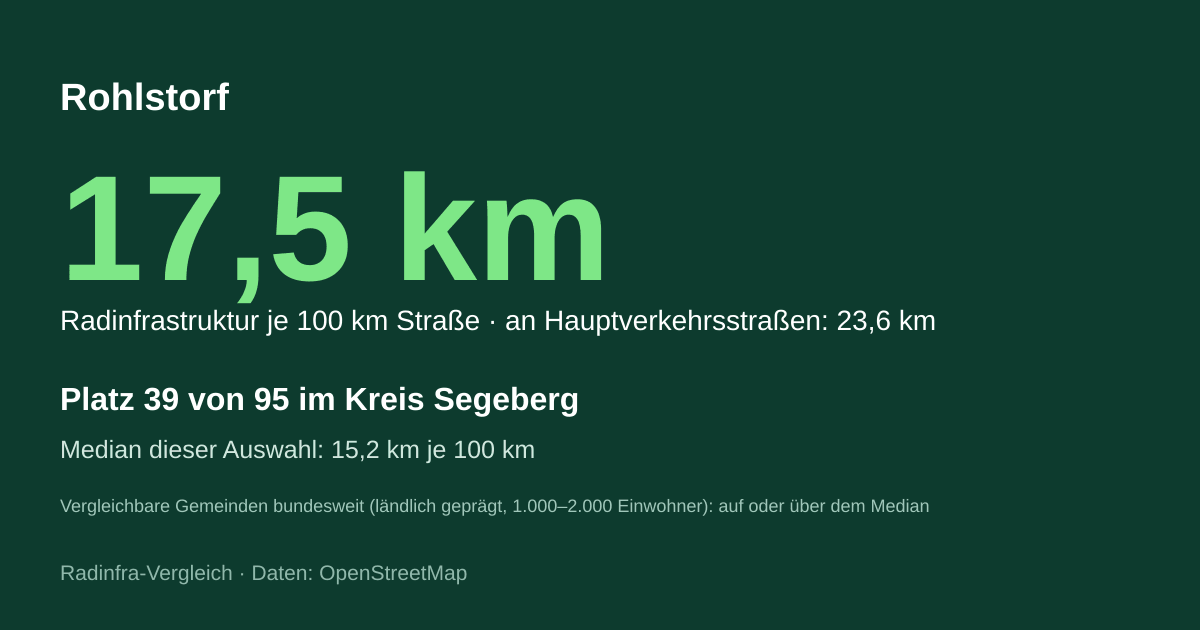 Rohlstorf
17,5 km
Radinfrastruktur je 100 km Straße · an Hauptverkehrsstraßen: 23,6 km
Platz 39 von 95 im Kreis Segeberg
Median dieser Auswahl: 15,2 km je 100 km
Vergleichbare Gemeinden bundesweit (ländlich geprägt, 1.000–2.000 Einwohner): auf oder über dem Median
Radinfra-Vergleich · Daten: OpenStreetMap